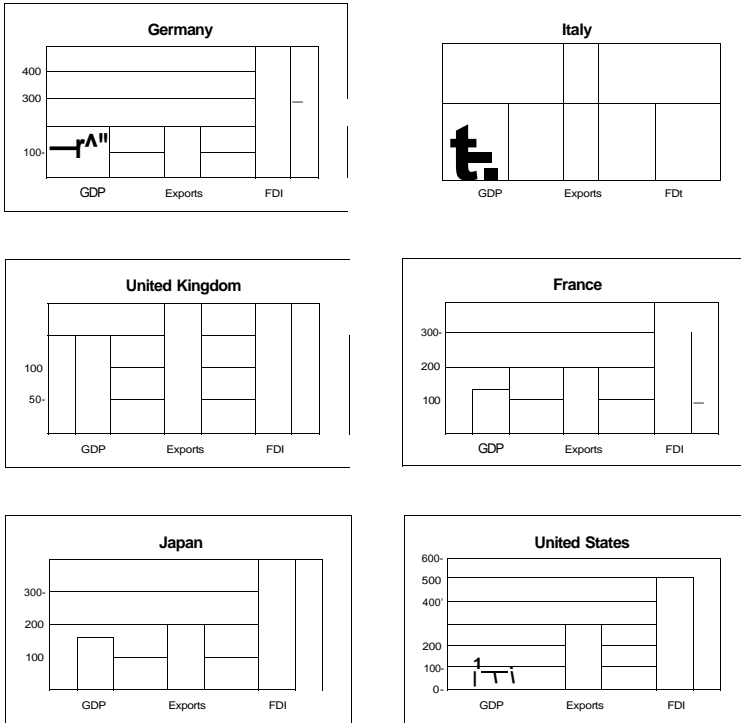 Germany
400
300
100-
GDP Exports FDI
Italy
GDP Exports FDt
United Kingdom
100
50-
GDP Exports FDI
France
300-
200
100
GDP Exports FDI
Japan
300-
200
100
GDP Exports FDI
United States
600-
500
400'
200
100-
0-
GDP Exports FDI